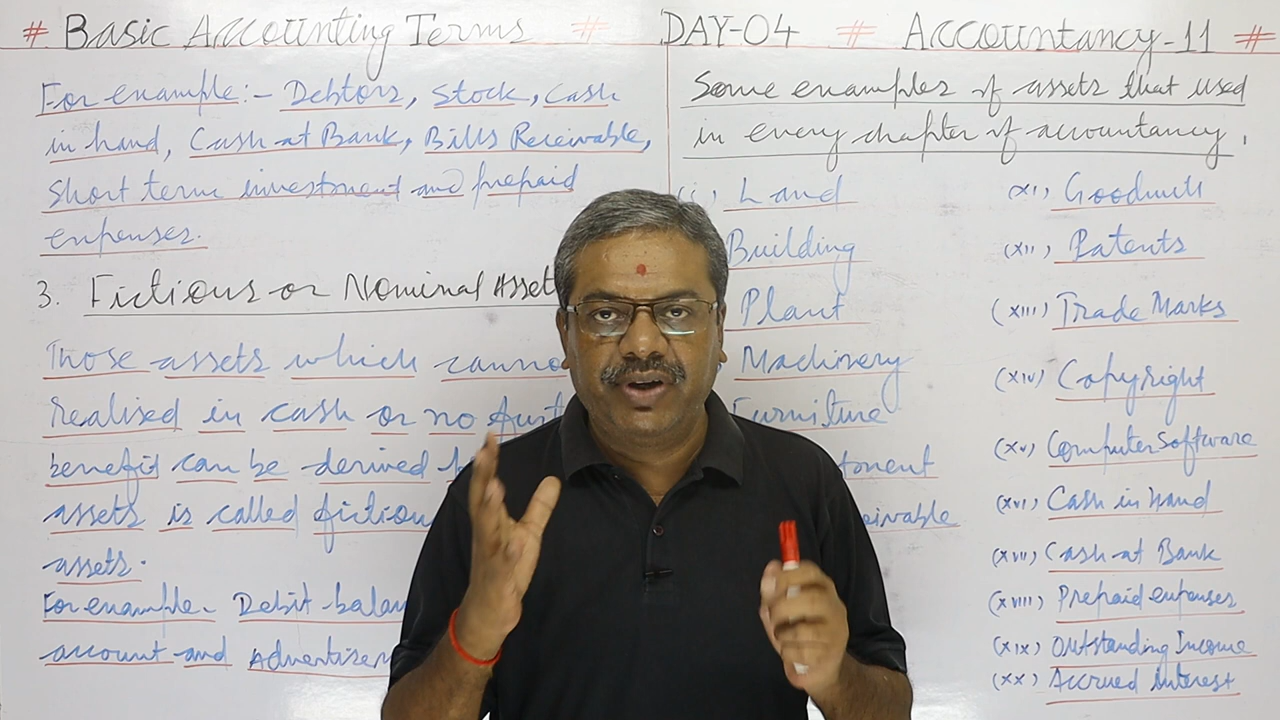 # Basic Accounting Terms # DAY-04 # Accountancy-11 #
For example:- Debtors, Stock, Cash
in hand, Cash at Bank, Bills Receivable,
Short term investment and prepaid
expenses.
3. Fictious or Nominal Asset
Those assets which canno
realised in cash or no furt
benefit can be derived
assets is called fictiou
assets.
For example- Debit balan
account and Advertisem
Some examples of assets that used
in every chapter of accountancy.
(i) Land
Building
Plant
Machinery
Furniture
(xi) Goodwill
(xii) Patents
(xiii) Trade Marks
(xiv) Copyright
(xv) Computer Software
(xvi) Cash in hand
(xvii) Cash at Bank
(xviii) Prepaid expenses
(xix) Outstanding Income
(xx) Accrued interest